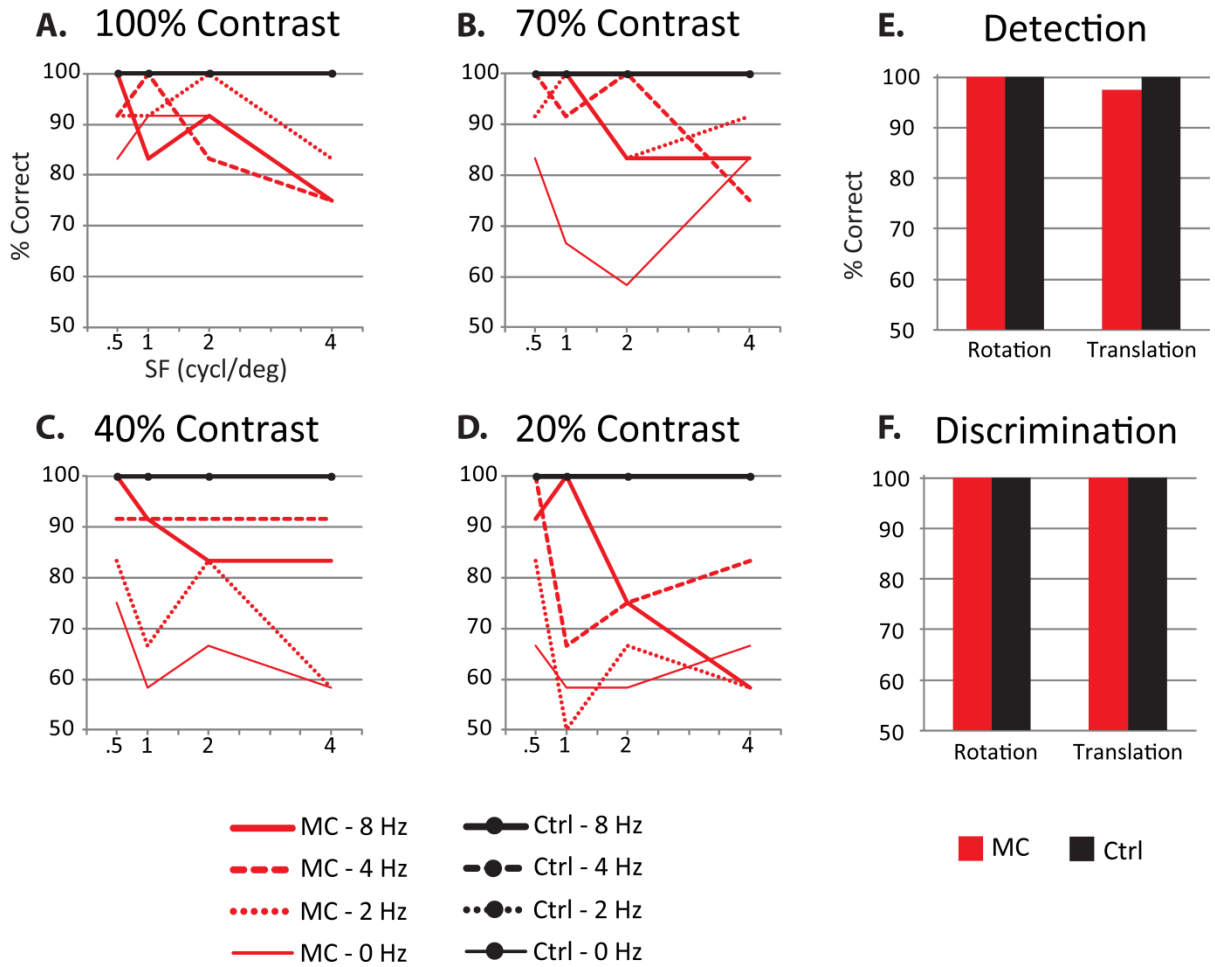 A. 100% Contrast
100
90
80
70
60
50
% Correct
.5 1 2 4
SF (cycl/deg)
B. 70% Contrast
100
90
80
70
60
50
.5 1 2 4
E. Detection
100
90
80
70
60
50
% Correct
Rotation Translation
C. 40% Contrast
100
90
80
70
60
50
.5 1 2 4
D. 20% Contrast
100
90
80
70
60
50
.5 1 2 4
F. Discrimination
100
90
80
70
60
50
Rotation Translation
MC - 8 Hz Ctrl - 8 Hz
MC - 4 Hz Ctrl - 4 Hz
MC - 2 Hz Ctrl - 2 Hz
MC - 0 Hz Ctrl - 0 Hz
MC Ctrl